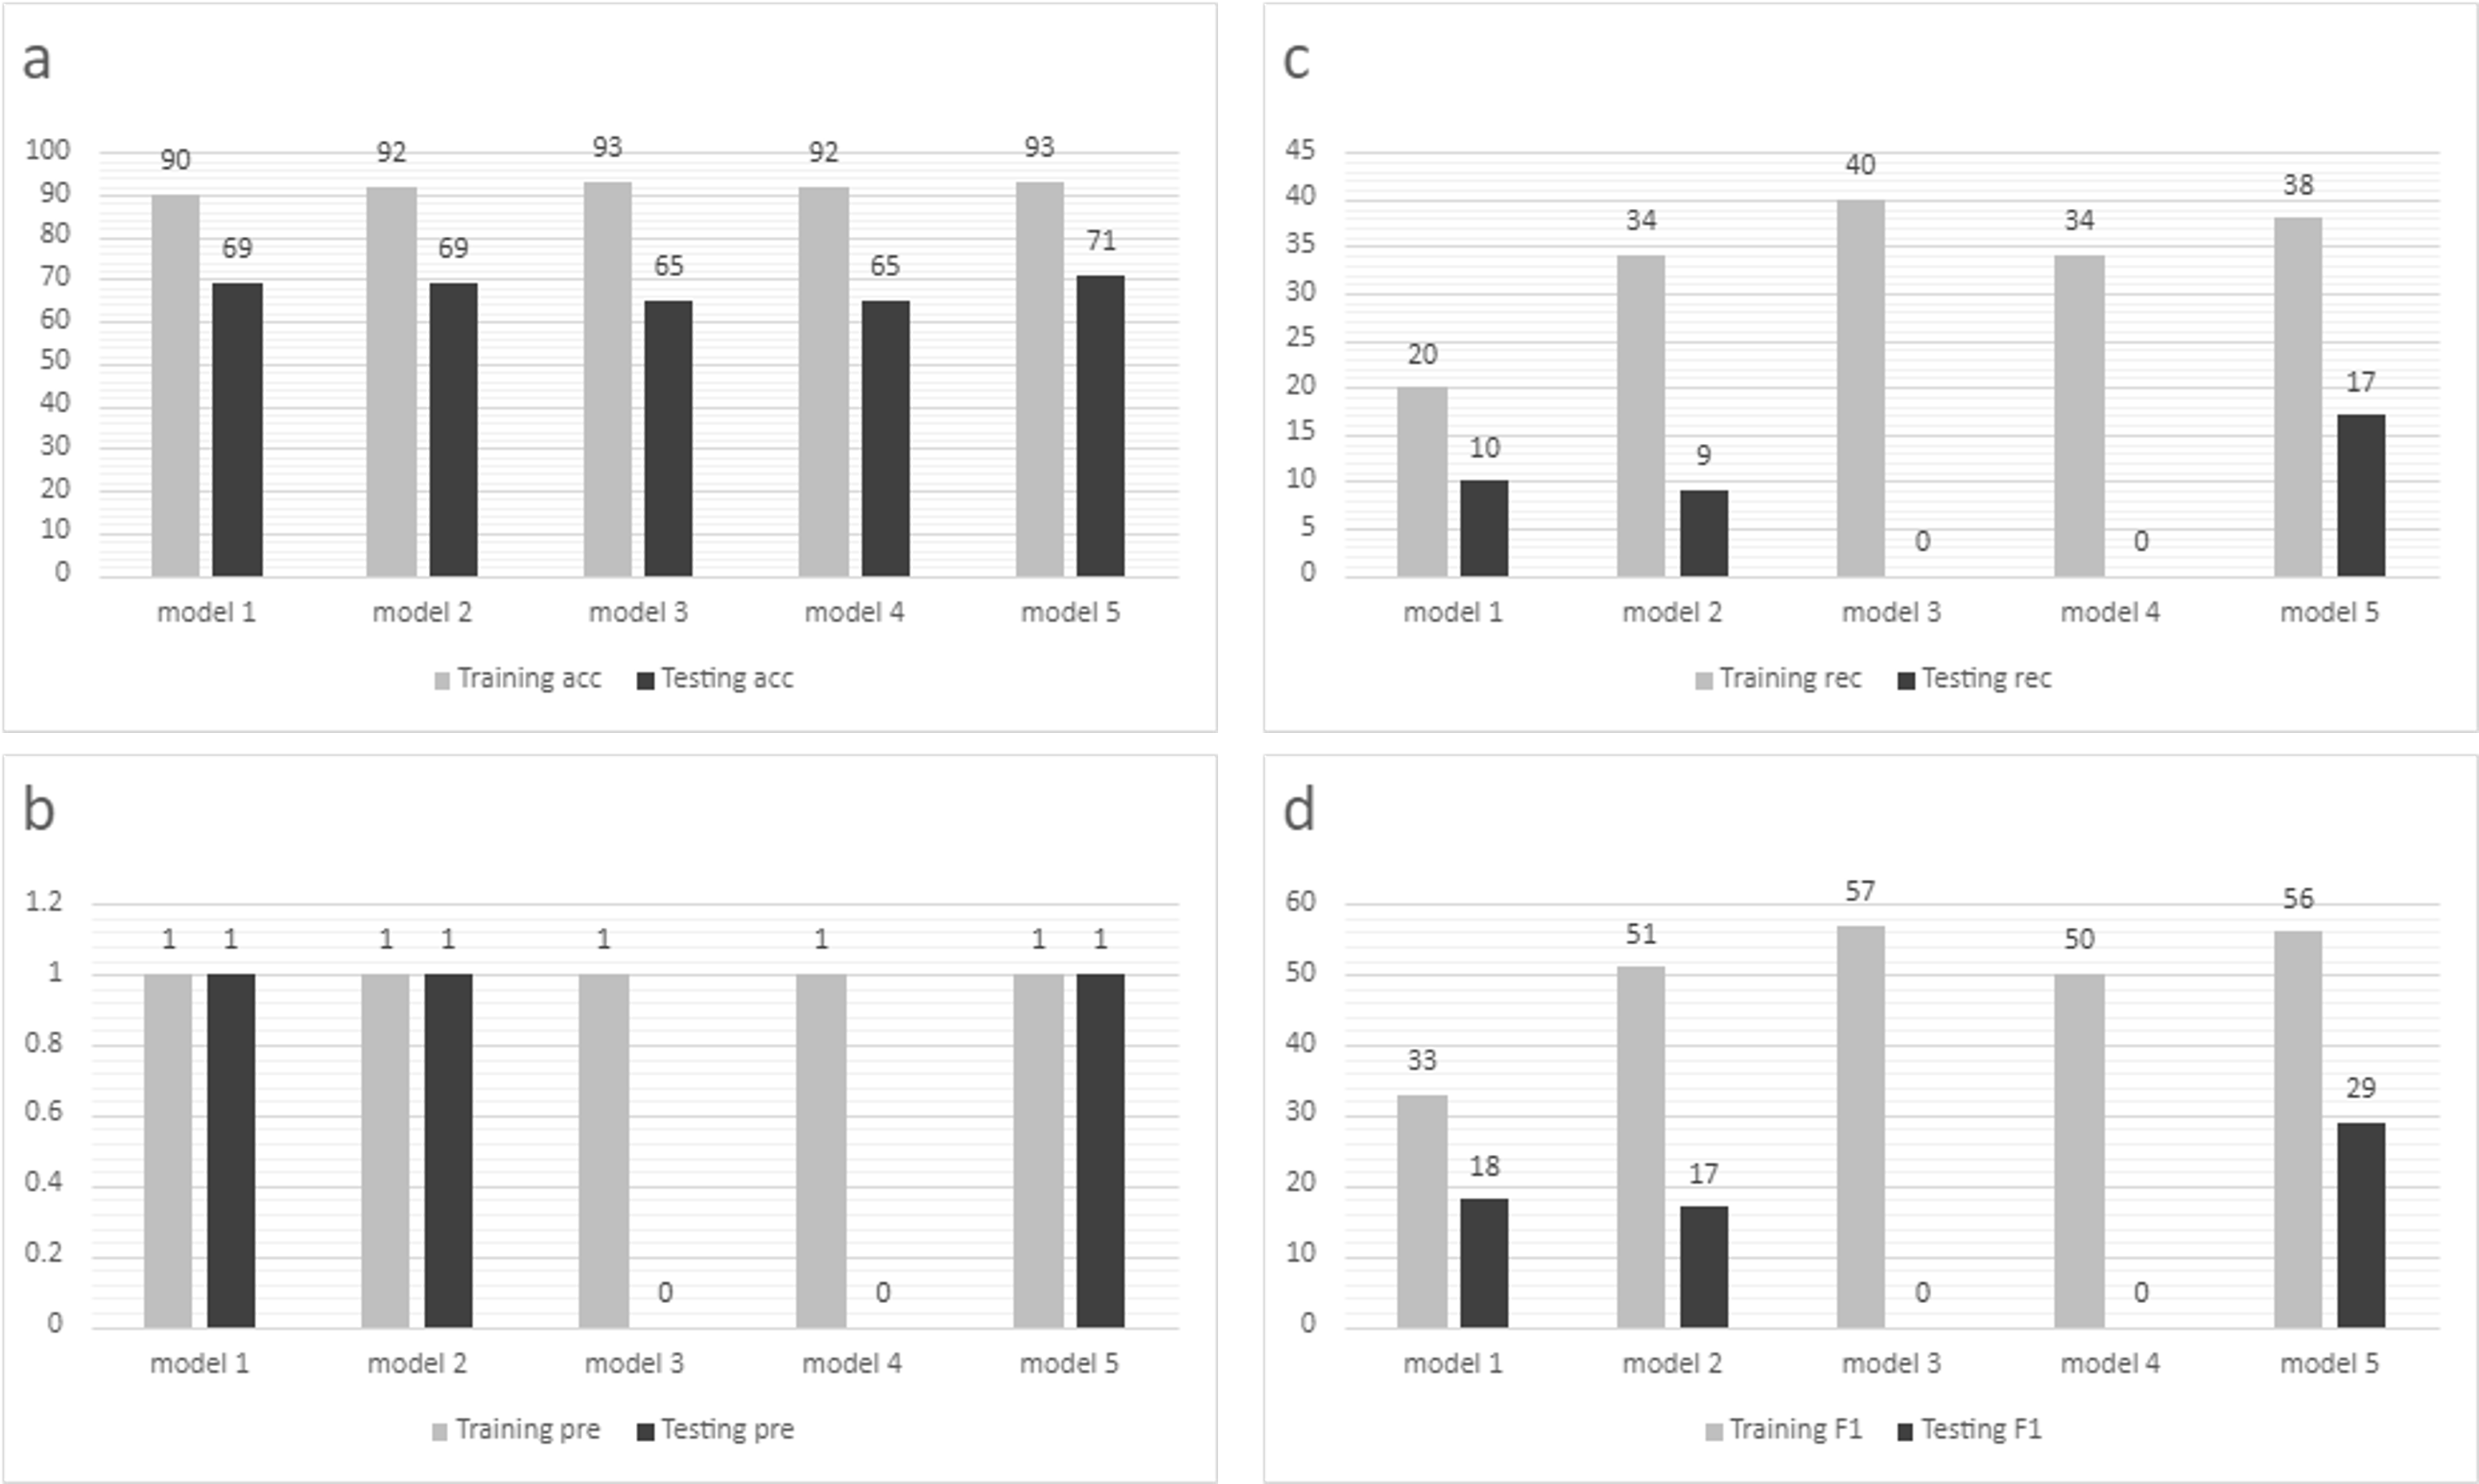 a
100
90
80
70
60
50
40
30
20
10
0
90
69
92
69
93
65
92
65
93
71
model 1
model 2
model 3
model 4
model 5
Training acc
Testing acc
c
45
40
35
30
25
20
15
10
5
0
20
10
34
9
40
0
34
0
38
17
model 1
model 2
model 3
model 4
model 5
Training rec
Testing rec
b
1.2
1
0.8
0.6
0.4
0.2
0
1
1
1
1
1
0
1
0
1
1
model 1
model 2
model 3
model 4
model 5
Training pre
Testing pre
d
60
50
40
30
20
10
0
33
18
51
17
57
0
50
0
56
29
model 1
model 2
model 3
model 4
model 5
Training F1
Testing F1